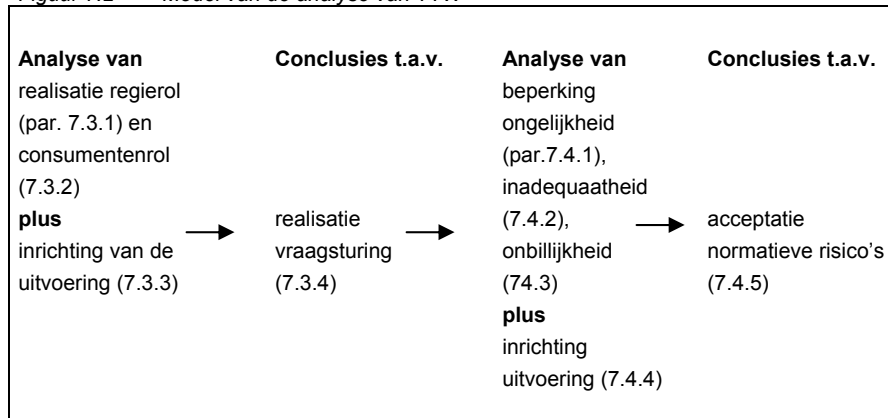 Analyse van
realisatie regierol
(par. 7.3.1) en
consumentenrol
(7.3.2)
plus
inrichting van de
uitvoering (7.3.3)
Conclusies t.a.v.
realisatie
vraagsturing
(7.3.4)
Analyse van
beperking
ongelijkheid
(par.7.4.1),
inadequaatheid
(7.4.2),
onbillijkheid
(74.3)
plus
inrichting
uitvoering (7.4.4)
Conclusies t.a.v.
acceptatie
normatieve risico's
(7.4.5)